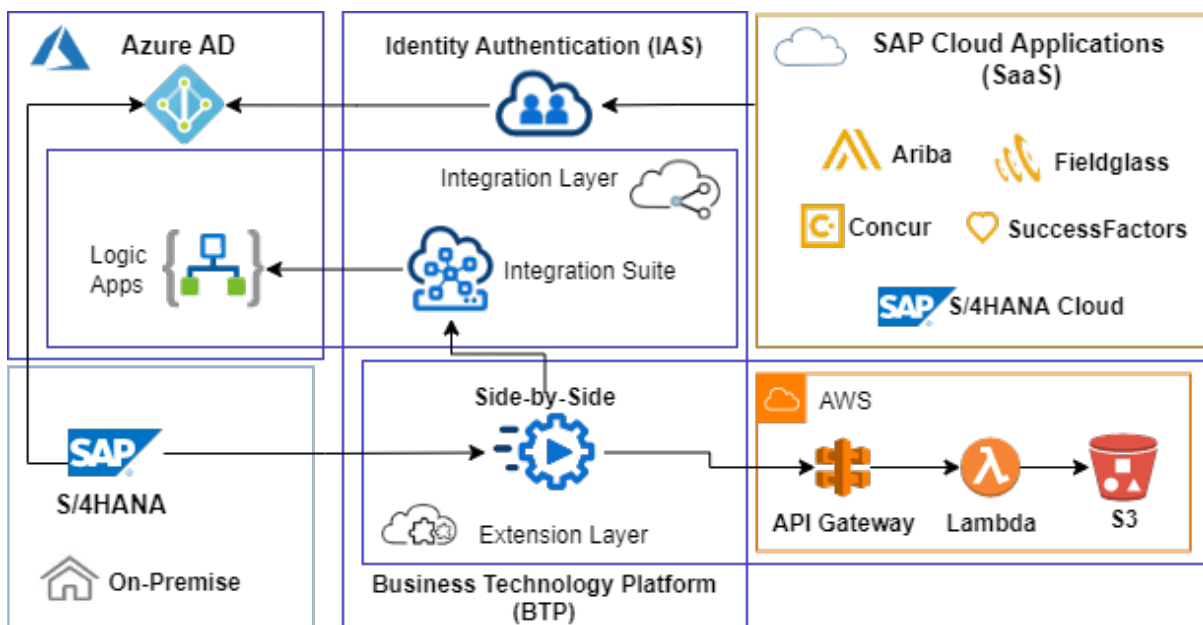 Azure AD
Identity Authentication (IAS)
SAP Cloud Applications
(SaaS)
Ariba
Fieldglass
Concur
SuccessFactors
SAP
S/4HANA Cloud
Integration Layer
Logic
Apps
Integration Suite
Side-by-Side
AWS
SAP
S/4HANA
API Gateway
Lambda
S3
Extension Layer
On-Premise
Business Technology Platform
(BTP)